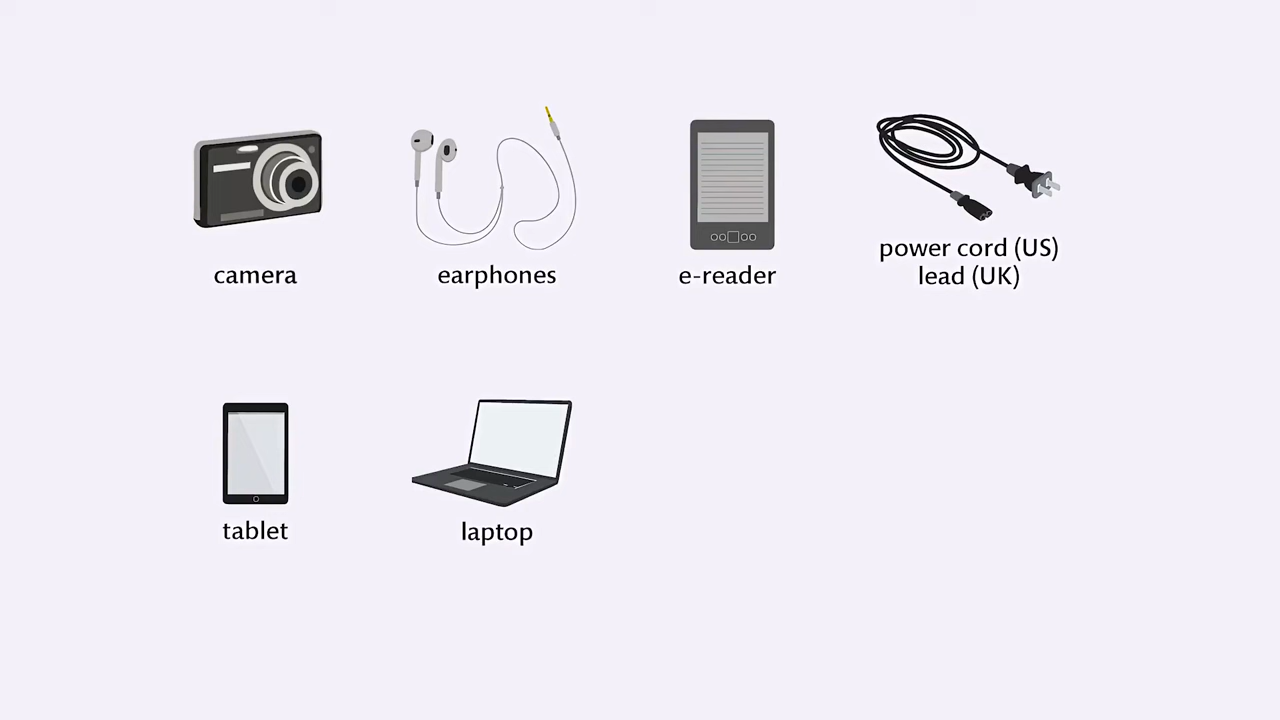 camera
earphones
e-reader
power cord (US)
lead (UK)
tablet
laptop